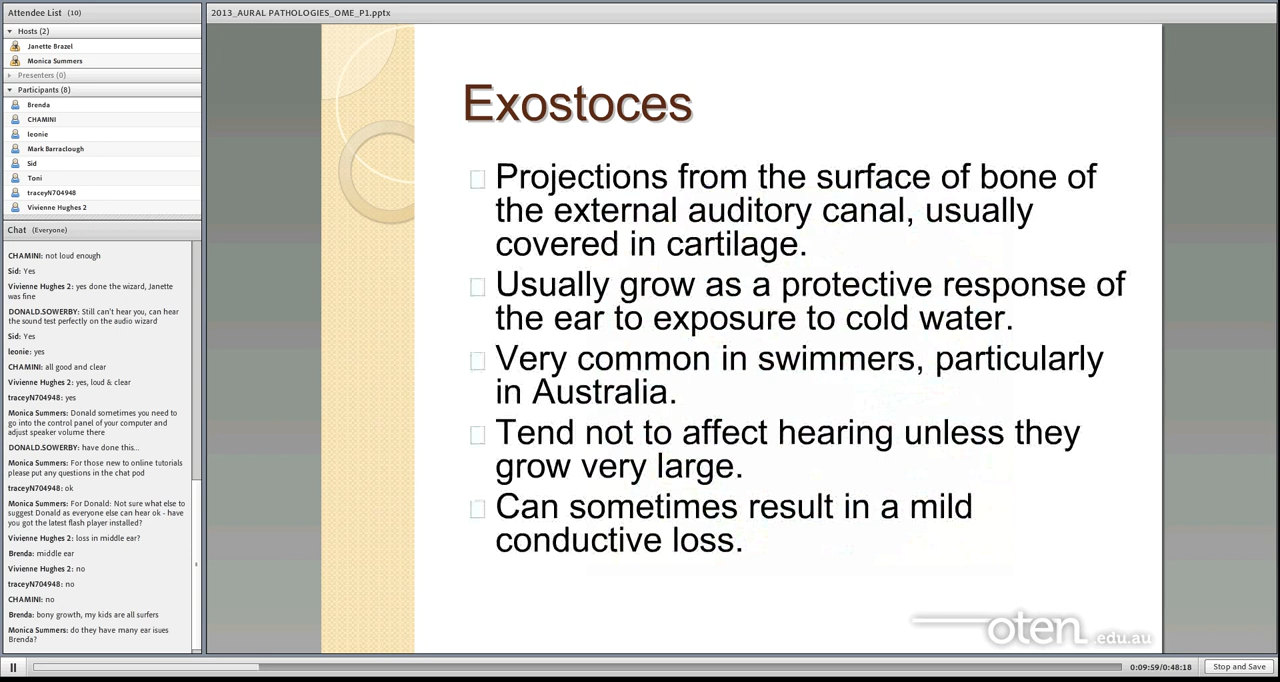 Attendee List (10)
Hosts (2)
Janette Brazel
Monica Summers
Presenters (0)
Participants (8)
Brenda
CHAMINI
leonie
Mark Barraclough
Sid
Toni
traceyN704948
Vivienne Hughes 2
Chat (Everyone)
CHAMINI: not loud enough
Sid: Yes
Vivienne Hughes 2: yes done the wizard, Janette
was fine
DONALD.SOWERBY: Still can't hear you, can hear
the sound test perfectly on the audio wizard
Sid: Yes
leonie: yes
CHAMINI: all good and clear
Vivienne Hughes 2: yes, loud & clear
traceyN704948: yes
Monica Summers: Donald sometimes you need to
go into the control panel of your computer and
adjust speaker volume there
DONALD.SOWERBY: have done this...
Monica Summers: For those new to online tutorials
please put any questions in the chat pod
traceyN704948: ok
Monica Summers: For Donald: Not sure what else to
suggest Donald as everyone else can hear ok - have
you got the latest flash player installed?
Vivienne Hughes 2: loss in middle ear?
Brenda: middle ear
Vivienne Hughes 2: no
traceyN704948: no
CHAMINI: no
Brenda: bony growth, my kids are all surfers
Monica Summers: do they have many ear isues
Brenda?
2013_AURAL PATHOLOGIES_OME_P1.pptx
Exostoces
Projections from the surface of bone of
the external auditory canal, usually
covered in cartilage.
Usually grow as a protective response of
the ear to exposure to cold water.
Very common in swimmers, particularly
in Australia.
Tend not to affect hearing unless they
grow very large.
Can sometimes result in a mild
conductive loss.
oten.edu.au
0:09:59/0:48:18
Stop and Save